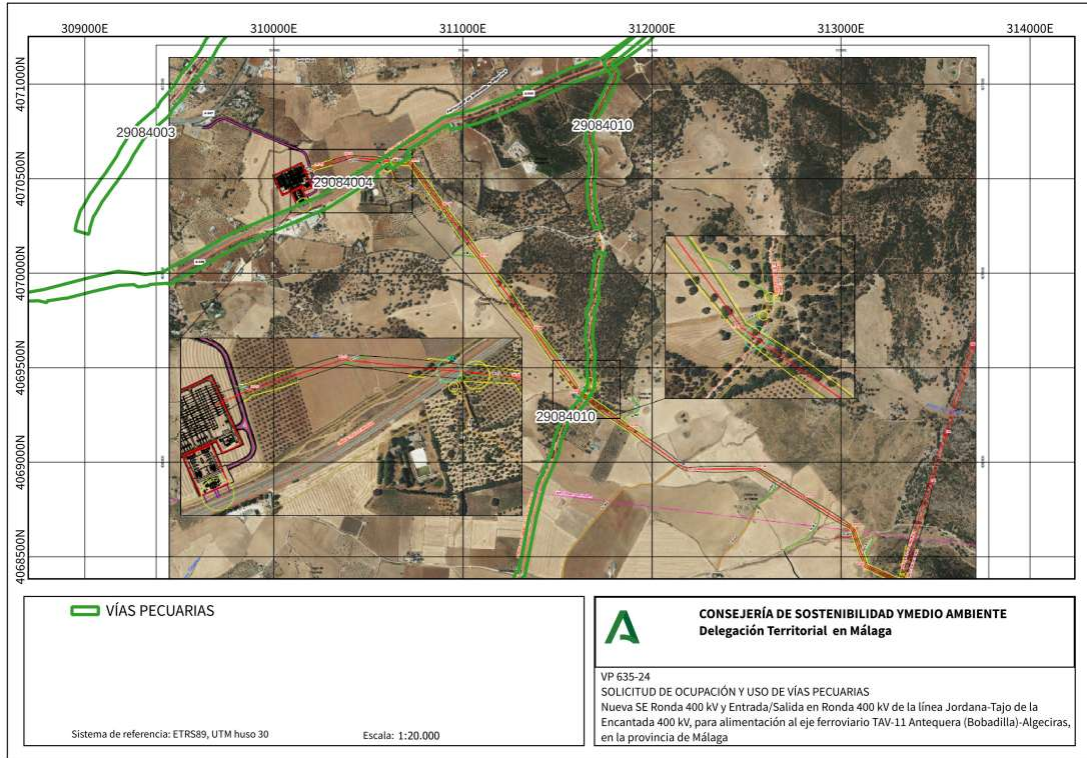 309000E 310000E 311000E 312000E 313000E 314000E
4071000N
4070500N
4070000N
4069500N
4069000N
4068500N
29084003
29084010
29084004
29084010
VÍAS PECUARIAS
Sistema de referencia: ETRS89, UTM huso 30 Escala: 1:20.000
CONSEJERÍA DE SOSTENIBILIDAD YMEDIO AMBIENTE
Delegación Territorial en Málaga
VP 635-24
SOLICITUD DE OCUPACIÓN Y USO DE VÍAS PECUARIAS
Nueva SE Ronda 400 kV y Entrada/Salida en Ronda 400 kV de la línea Jordana-Tajo de la
Encantada 400 kV, para alimentación al eje ferroviario TAV-11 Antequera (Bobadilla)-Algeciras,
en la provincia de Málaga